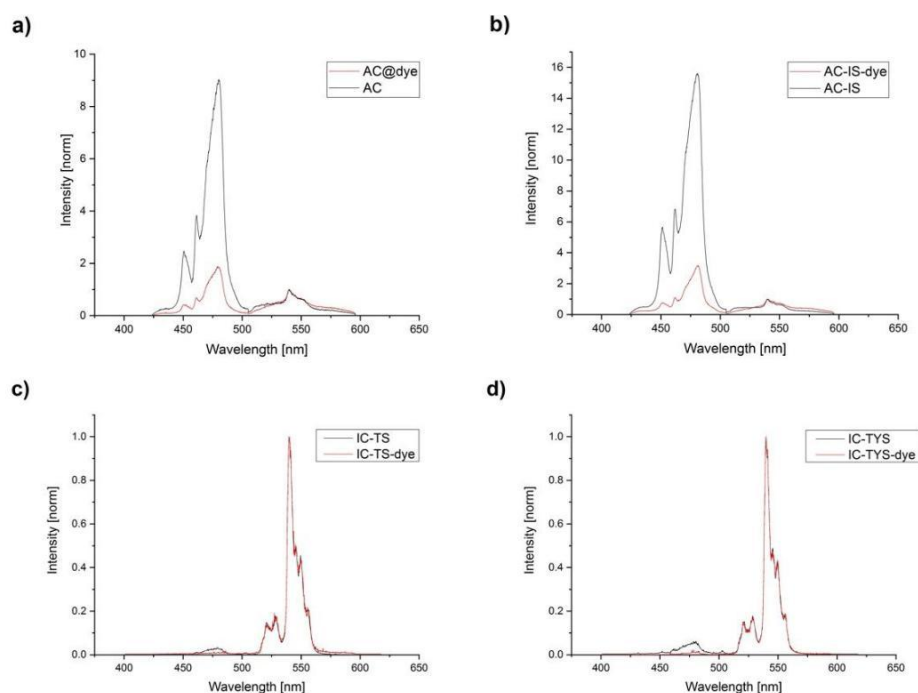 a)
AC@dye
AC
Intensity [norm]
10
8
6
4
2
0
400 450 500 550 600 650
Wavelength [nm]
b)
AC-IS-dye
AC-IS
Intensity [norm]
16
14
12
10
8
6
4
2
0
400 450 500 550 600 650
Wavelength [nm]
c)
IC-TS
IC-TS-dye
Intensity [norm]
1.0
0.8
0.6
0.4
0.2
0.0
400 450 500 550 600 650
Wavelength [nm]
d)
IC-TYS
IC-TYS-dye
Intensity [norm]
1.0
0.8
0.6
0.4
0.2
0.0
400 450 500 550 600 650
Wavelength [nm]